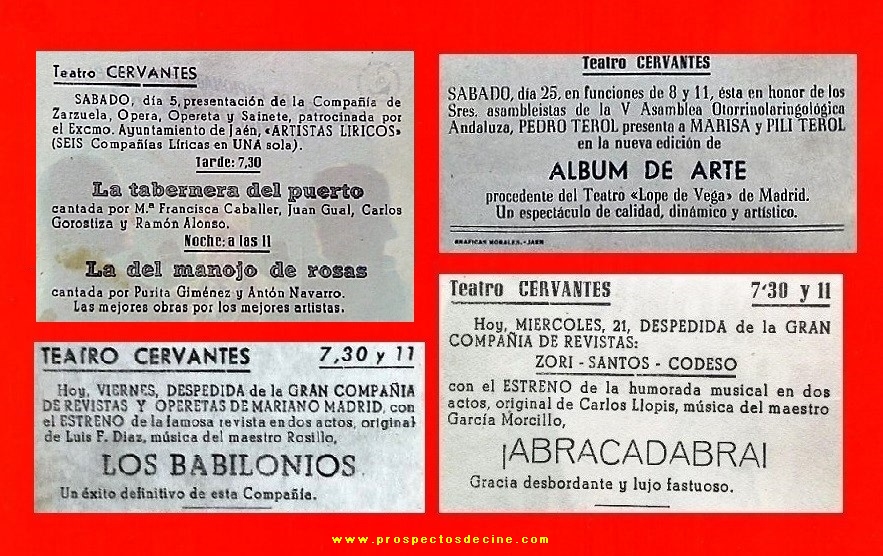 Teatro CERVANTES
SABADO, día 5, presentación de la Compañía de
Zarzuela, Opera, Opereta y Sainete, patrocinada por
el Excmo. Ayuntamiento de Jaén, «ARTISTAS LIRICOS»
(SEIS Compañías Líricas en UNA sola).
Tarde: 7,30
La tabernera del puerto
cantada por M.ª Francisca Caballer, Juan Gual, Carlos
Gorostiza y Ramón Alonso.
Noche: a las 11
La del manojo de rosas
cantada por Purita Giménez y Antón Navarro.
Las mejores obras por los mejores artistas.
Teatro CERVANTES
SABADO, día 25, en funciones de 8 y 11, ésta en honor de los
Sres. asambleistas de la V Asamblea Otorrinolaringológica
Andaluza, PEDRO TEROL presenta a MARISA y PILI TEROL
en la nueva edición de
ALBUM DE ARTE
procedente del Teatro «Lope de Vega» de Madrid.
Un espectáculo de calidad, dinámico y artístico.
GRAFICAS MORALES.-JAEN
TEATRO CERVANTES 7,30 y 11
Hoy, VIERNES, DESPEDIDA de la GRAN COMPAÑIA
DE REVISTAS Y OPERETAS DE MARIANO MADRID, con
el ESTRENO de la famosa revista en dos actos, original
de Luis F. Díaz, música del maestro Rosillo,
LOS BABILONIOS
Un éxito definitivo de esta Compañía.
Teatro CERVANTES 7'30 y 11
Hoy, MIERCOLES, 21, DESPEDIDA de la GRAN
COMPAÑIA DE REVISTAS:
ZORI - SANTOS - CODESO
con el ESTRENO de la humorada musical en dos
actos, original de Carlos Llopis, música del maestro
García Morcillo,
¡ABRACADABRA!
Gracia desbordante y lujo fastuoso.
www.prospectosdecine.com